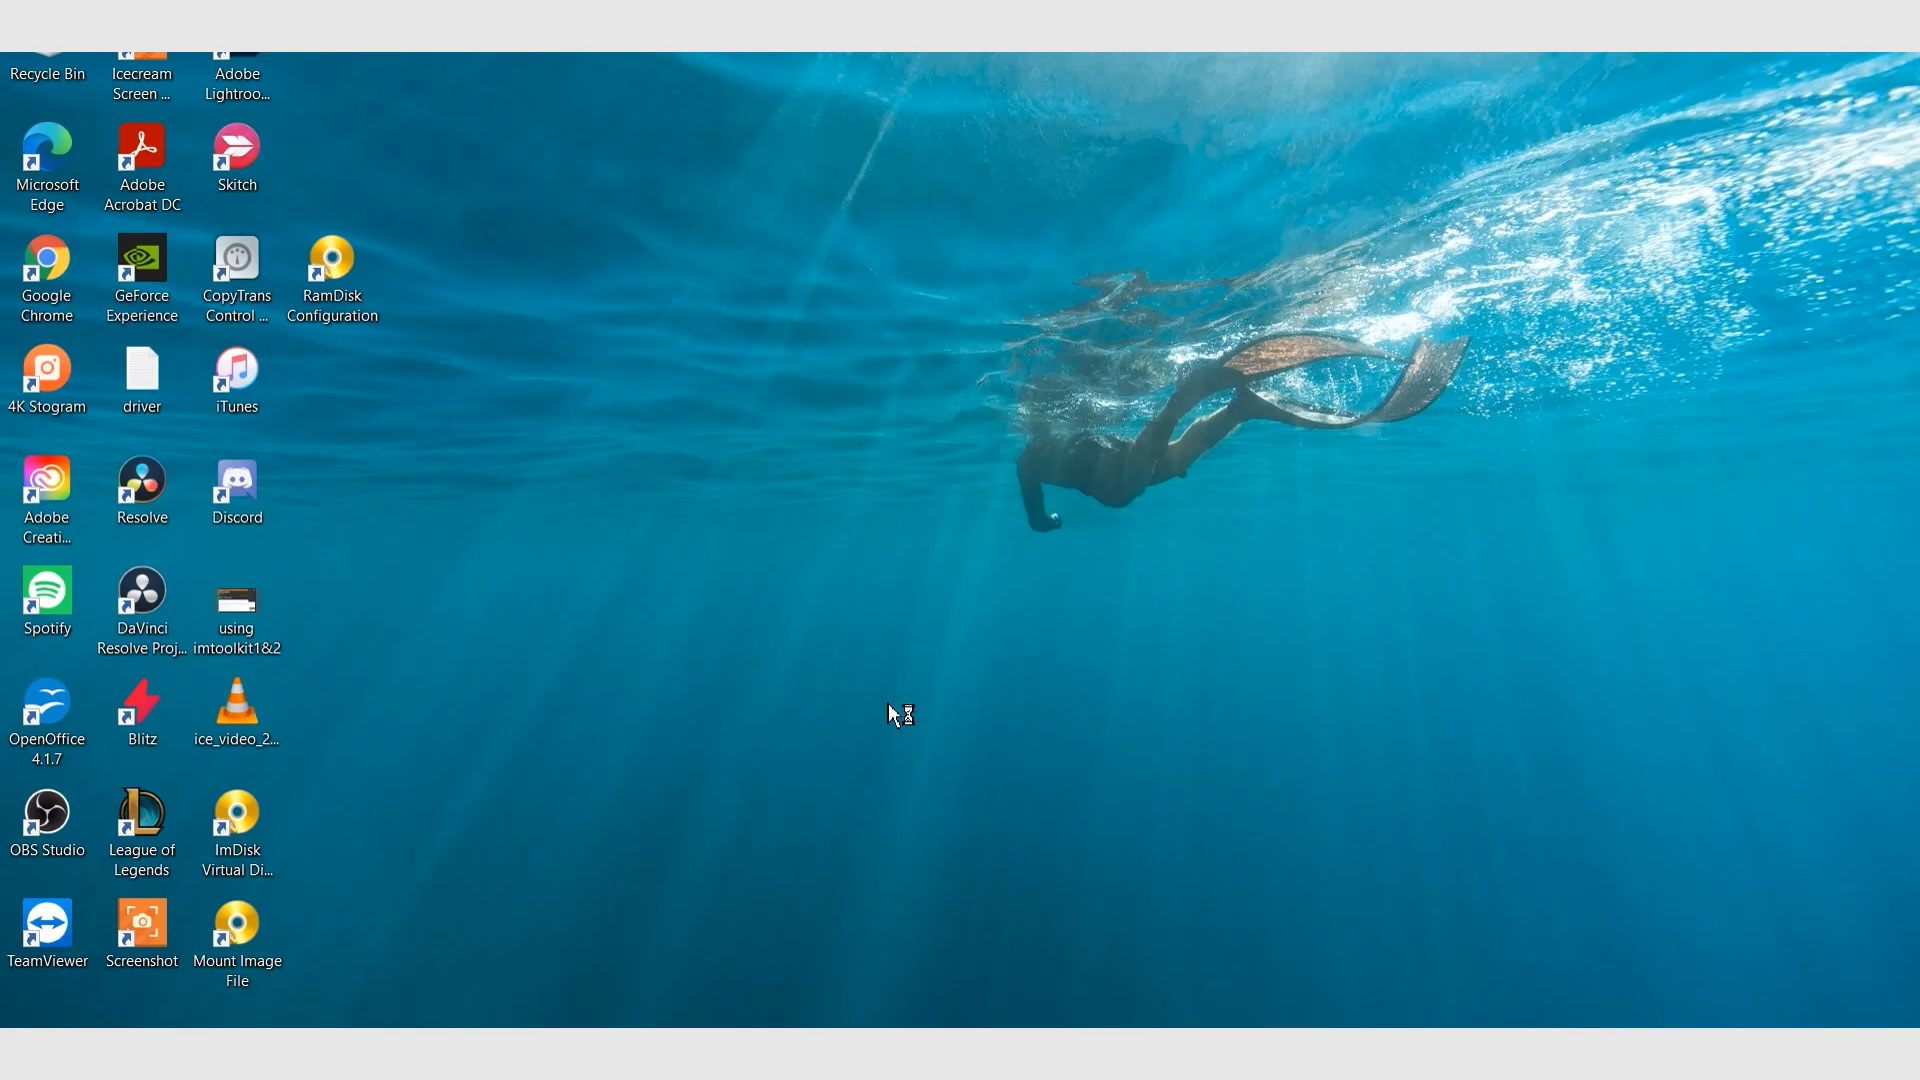 Recycle Bin
Icecream
Screen ...
Adobe
Lightroo...
Microsoft
Edge
Adobe
Acrobat DC
Skitch
Google
Chrome
GeForce
Experience
CopyTrans
Control ...
RamDisk
Configuration
4K Stogram
driver
iTunes
Adobe
Creati...
Resolve
Discord
Spotify
DaVinci
Resolve Proj...
using
imtoolkit1&2
OpenOffice
4.1.7
Blitz
ice_video_2...
OBS Studio
League of
Legends
ImDisk
Virtual Di...
TeamViewer
Screenshot
Mount Image
File